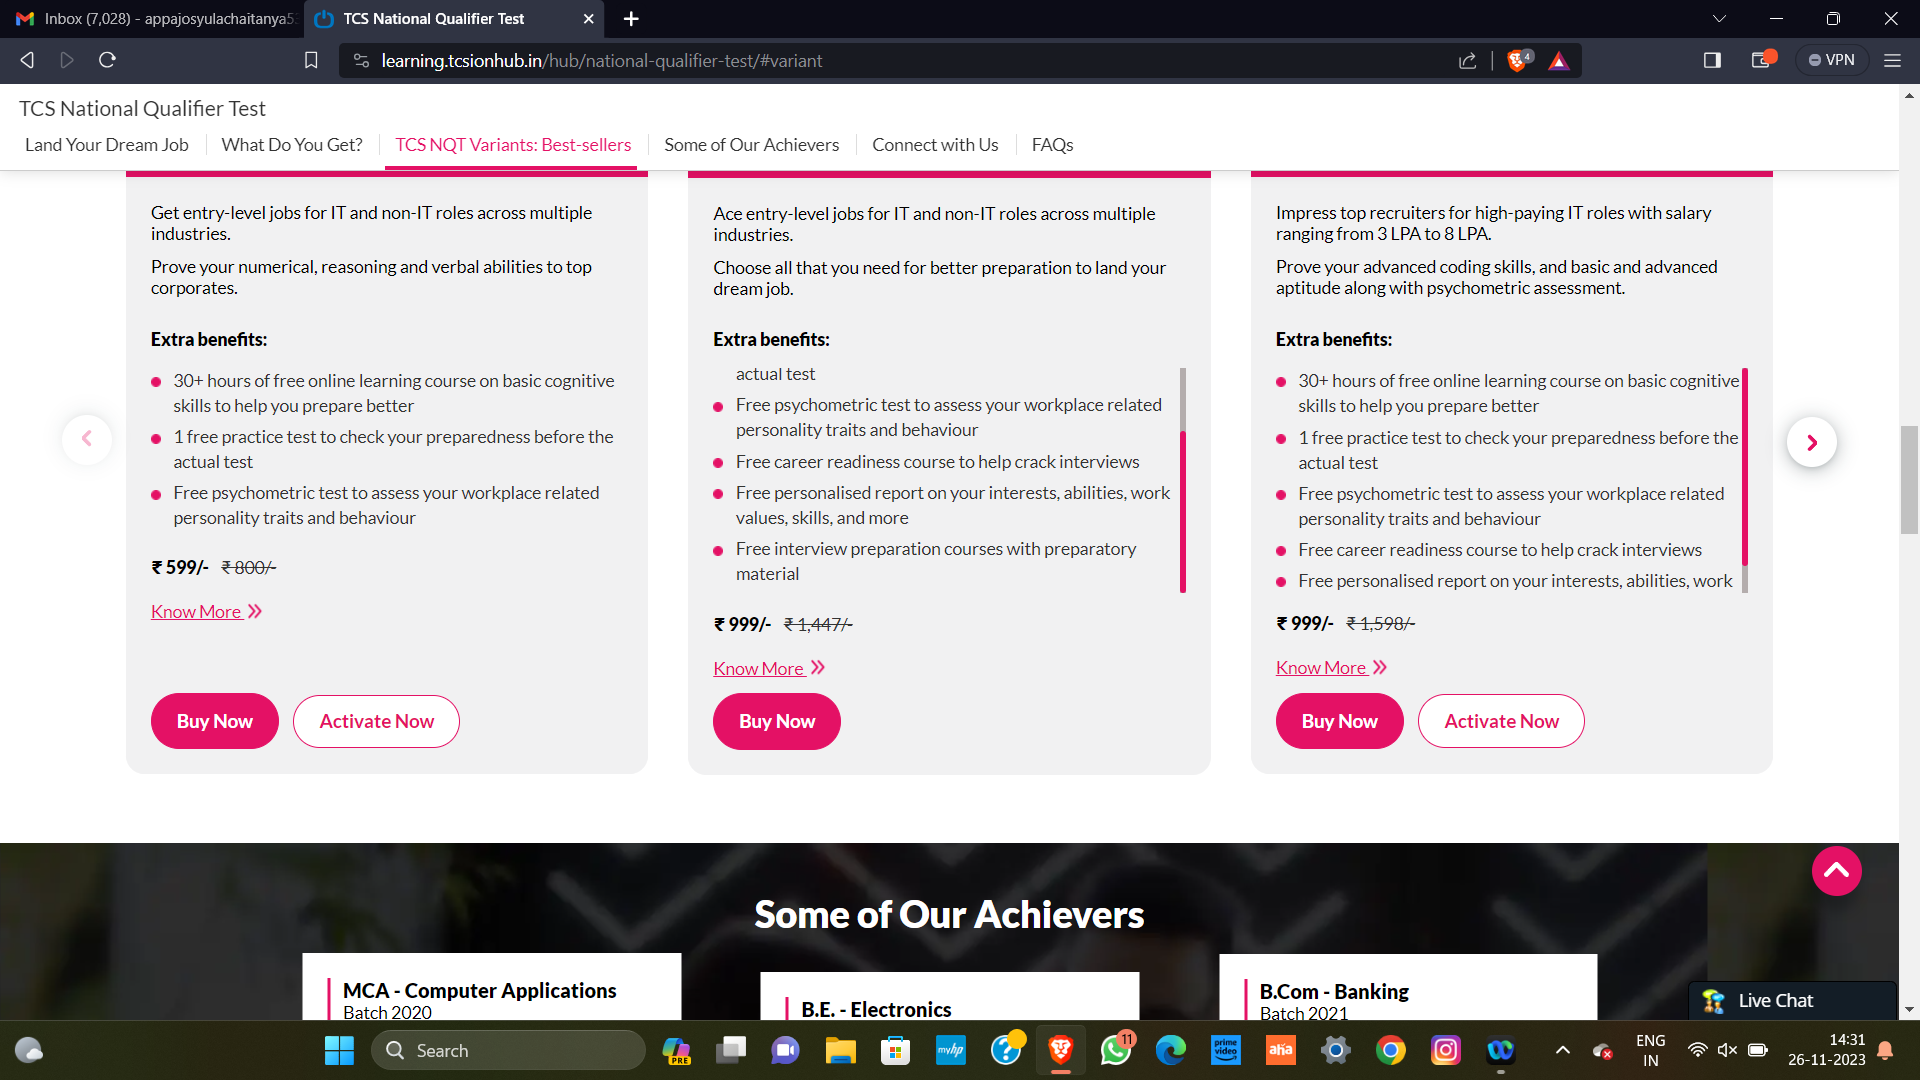 Inbox (7,028) - appajosyulachaitanya53
TCS National Qualifier Test
learning.tcsionhub.in/hub/national-qualifier-test/#variant
4
VPN
TCS National Qualifier Test
Land Your Dream Job
What Do You Get?
TCS NQT Variants: Best-sellers
Some of Our Achievers
Connect with Us
FAQs
Get entry-level jobs for IT and non-IT roles across multiple
industries.
Prove your numerical, reasoning and verbal abilities to top
corporates.
Extra benefits:
30+ hours of free online learning course on basic cognitive
skills to help you prepare better
1 free practice test to check your preparedness before the
actual test
Free psychometric test to assess your workplace related
personality traits and behaviour
₹ 599/- ₹ 800/-
Know More
Buy Now
Activate Now
Ace entry-level jobs for IT and non-IT roles across multiple
industries.
Choose all that you need for better preparation to land your
dream job.
Extra benefits:
actual test
Free psychometric test to assess your workplace related
personality traits and behaviour
Free career readiness course to help crack interviews
Free personalised report on your interests, abilities, work
values, skills, and more
Free interview preparation courses with preparatory
material
₹ 999/- ₹ 1,447/-
Know More
Buy Now
Impress top recruiters for high-paying IT roles with salary
ranging from 3 LPA to 8 LPA.
Prove your advanced coding skills, and basic and advanced
aptitude along with psychometric assessment.
Extra benefits:
30+ hours of free online learning course on basic cognitive
skills to help you prepare better
1 free practice test to check your preparedness before the
actual test
Free psychometric test to assess your workplace related
personality traits and behaviour
Free career readiness course to help crack interviews
Free personalised report on your interests, abilities, work
₹ 999/- ₹ 1,598/-
Know More
Buy Now
Activate Now
Some of Our Achievers
MCA - Computer Applications
Batch 2020
B.E. - Electronics
B.Com - Banking
Batch 2021
Live Chat
Search
PRE
myhp
11
prime
video
aha
ENG
IN
14:31
26-11-2023